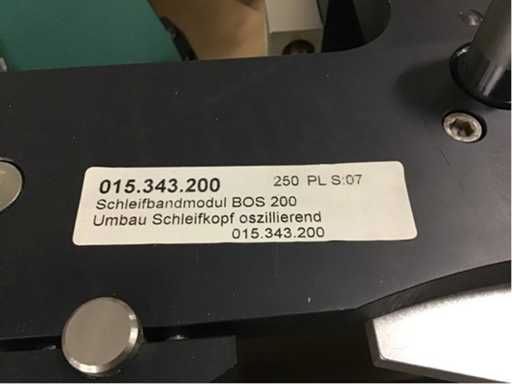 015.343.200 250 PL S:07
Schleifbandmodul BOS 200
Umbau Schleifkopf oszillierend
015.343.200